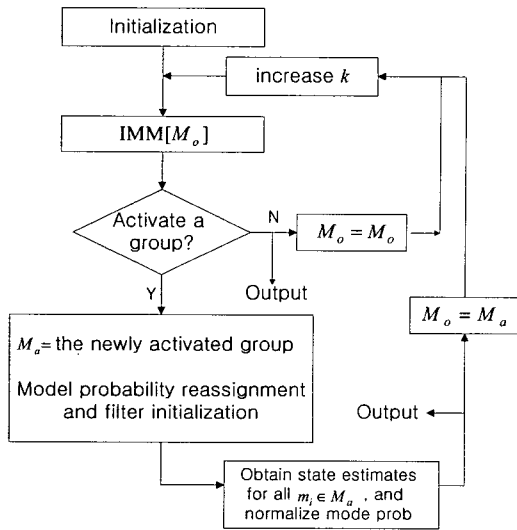 Initialization
increase k
IMM[M_o]
Activate a
group?
N
M_o = M_o
Output
Y
M_a = the newly activated group
Model probability reassignment
and filter initialization
M_o = M_a
Output
Obtain state estimates
for all m_i ∈ M_a , and
normalize mode prob